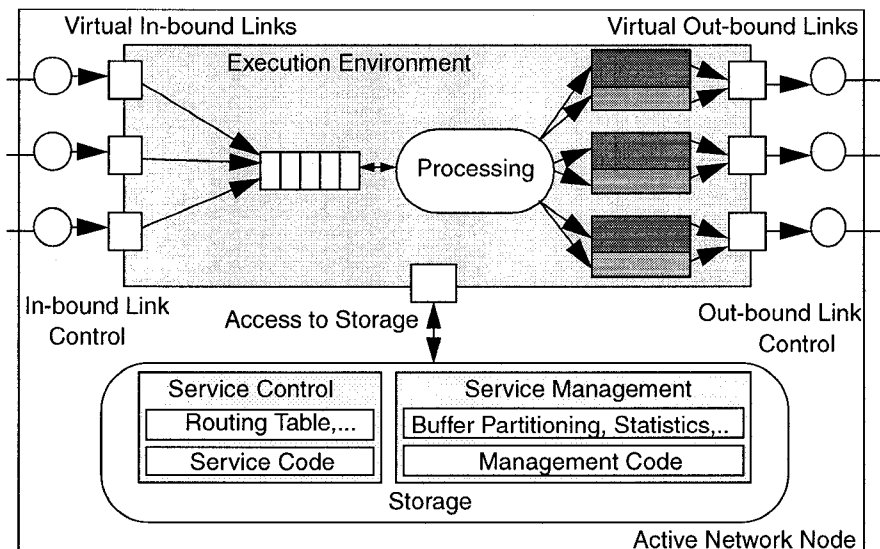 Virtual In-bound Links
Virtual Out-bound Links
Execution Environment
Processing
In-bound Link
Control
Access to Storage
Out-bound Link
Control
Service Control
Routing Table,...
Service Code
Service Management
Buffer Partitioning, Statistics,..
Management Code
Storage
Active Network Node